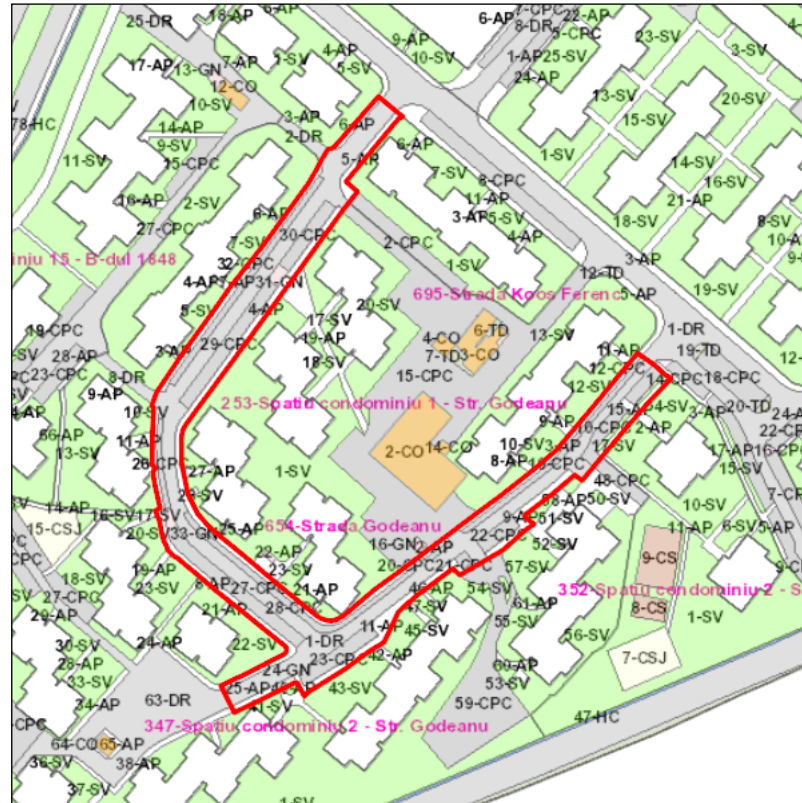 25-DR
18-AP
6-AP
4-AP
5-SV
1-SV
7-AP
17-AP
13-GN
12-CO
10-SV
9-AP
10-SV
6-AP
7-CPC
8-DR
22-AP
5-CPC
1-AP
25-SV
24-AP
3-SV
13-SV
20-SV
15-SV
78-HC
14-AP
9-SV
15-CPC
3-AP
2-DR
6-AP
5-AR
6-AP
7-SV
8-CPC
1-SV
14-SV
16-SV
21-AP
11-SV
16-AP
2-SV
27-CPC
6-AP
7-SV
30-CPC
11-AP
3-AP
5-SV
4-AP
18-SV
2-CPC
1-SV
3-AP
12-TD
5-AP
19-SV
9-SV
8-SV
iniu 15 - B-dul 1848
32-CPC
31-GN
4-AP
5-SV
4-AP
20-SV
17-SV
19-AP
18-SV
695-Strada Koos Ferenc
6-TD
4-CO
7-TD
3-CO
15-CPC
13-SV
1-DR
19-TD
29-CPC
3-AP
28-AP
23-CPC
8-DR
9-AP
11-AP
12-CPC
12-SV
14-CPC
18-CPC
20-TD
253-Spatiu condominiu 1 - Str. Godeanu
10-SV
11-AP
66-AP
13-SV
26-CPC
27-AP
1-SV
2-CO
14-CO
9-AP
10-SV
3-AP
8-AP
15-AP
4-SV
3-AP
2-AP
17-SV
17-AP
16-CPC
15-SV
22-CPC
24-AP
48-CPC
50-SV
10-SV
14-AP
15-CSJ
16-SV
20-SV
33-GN
25-AP
22-AP
23-SV
21-AP
654-Strada Godeanu
16-GN
2-AP
20-CPC
21-CPC
22-CPC
9-AP
51-SV
52-SV
57-SV
54-SV
11-AP
6-SV
5-AP
9-CS
8-CS
19-AP
23-SV
27-CPC
29-AP
8-AP
21-AP
27-CPC
28-CPC
46-AP
47-SV
45-SV
61-AP
55-SV
56-SV
352-Spatiu condominiu-2 - S
1-SV
30-SV
28-AP
33-SV
34-AP
24-AP
22-SV
1-DR
11-AP
23-CPC
42-AP
24-GN
25-AP
43-SV
41-SV
60-AP
53-SV
59-CPC
7-CSJ
47-HC
63-DR
347-Spatiu condominiu 2 - Str. Godeanu
64-CO
65-AP
38-AP
36-SV
37-SV
1-SV